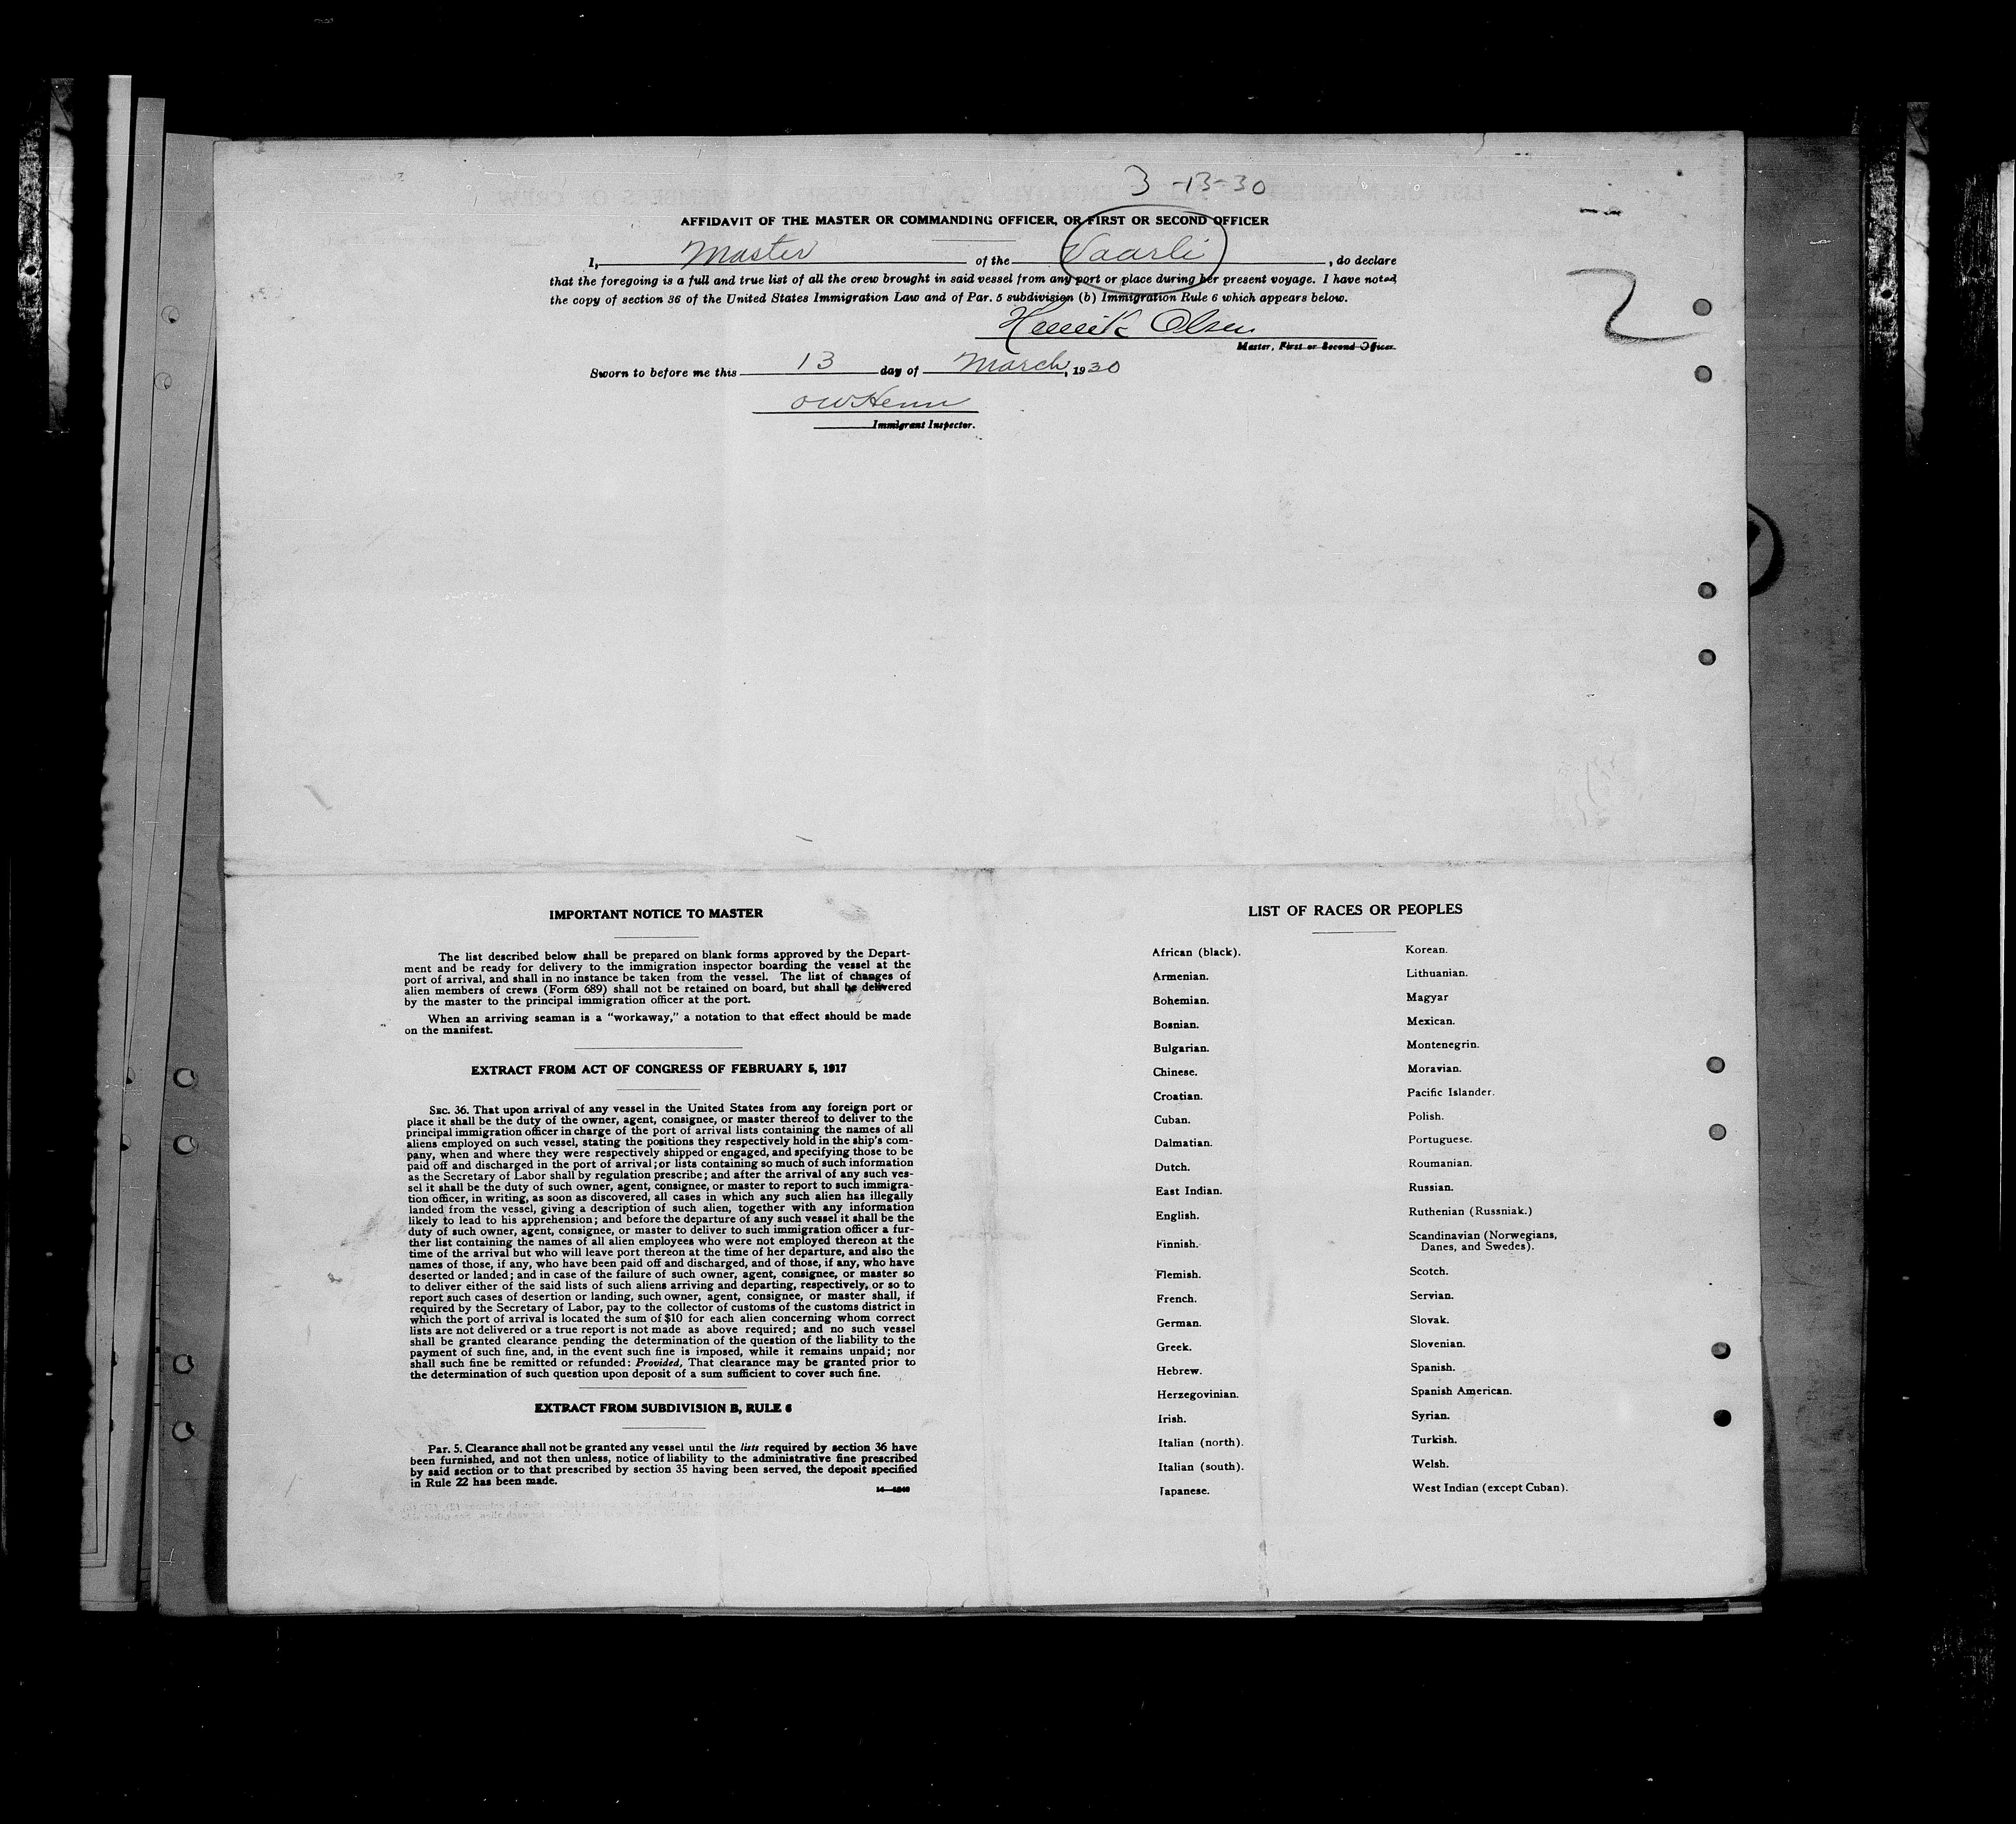 3-13-30
AFFIDAVIT OF THE MASTER OR COMMANDING OFFICER, OR FIRST OR SECOND OFFICER
I, Master of the Vaarli, do declare
that the foregoing is a full and true list of all the crew brought in said vessel from any port or place during her present voyage. I have noted
the copy of section 36 of the United States Immigration Law and of Par. 5 subdivision (b) Immigration Rule 6 which appears below.
2
Henrik Olsen
Master, First or Second Officer.
Sworn to before me this 13 day of March, 1930
Immigrant Inspector.
IMPORTANT NOTICE TO MASTER
The list described below shall be prepared on blank forms approved by the Depart-
ment and be ready for delivery to the immigration inspector boarding the vessel at the
port of arrival, and shall in no instance be taken from the vessel. The list of changes of
alien members of crews (Form 689) shall not be retained on board, but shall be delivered
by the master to the principal immigration officer at the port.
When an arriving seaman is a "workaway," a notation to that effect should be made
on the manifest.
EXTRACT FROM ACT OF CONGRESS OF FEBRUARY 5, 1917
SEC. 36. That upon arrival of any vessel in the United States from any foreign port or
place it shall be the duty of the owner, agent, consignee, or master thereof to deliver to the
principal immigration officer in charge of the port of arrival lists containing the names of all
aliens employed on such vessel, stating the positions they respectively hold in the ship's com-
pany, when and where they were respectively shipped or engaged, and specifying those to be
paid off and discharged in the port of arrival; or lists containing so much of such information
as the Secretary of Labor shall by regulation prescribe; and after the arrival of any such ves-
sel it shall be the duty of such owner, agent, consignee, or master to report to such immigra-
tion officer, in writing, as soon as discovered, all cases in which any such alien has illegally
landed from the vessel, giving a description of such alien, together with any information
likely to lead to his apprehension; and before the departure of any such vessel it shall be the
duty of such owner, agent, consignee, or master to deliver to such immigration officer a fur-
ther list containing the names of all alien employees who were not employed thereon at the
time of the arrival but who will leave port thereon at the time of her departure, and also the
names of those, if any, who have been paid off and discharged, and of those, if any, who have
deserted or landed; and in case of the failure of such owner, agent, consignee, or master so
to deliver either of the said lists of such aliens arriving and departing, respectively, or so to
report such cases of desertion or landing, such owner, agent, consignee, or master shall, if
required by the Secretary of Labor, pay to the collector of customs of the customs district in
which the port of arrival is located the sum of $10 for each alien concerning whom correct
lists are not delivered or a true report is not made as above required; and no such vessel
shall be granted clearance pending the determination of the question of the liability to the
payment of such fine, and, in the event such fine is imposed, while it remains unpaid; nor
shall such fine be remitted or refunded: Provided, That clearance may be granted prior to
the determination of such question upon deposit of a sum sufficient to cover such fine.
EXTRACT FROM SUBDIVISION B, RULE 6
Par. 5. Clearance shall not be granted any vessel until the lists required by section 36 have
been furnished, and not then unless, notice of liability to the administrative fine prescribed
by said section or to that prescribed by section 35 having been served, the deposit specified
in Rule 22 has been made.
LIST OF RACES OR PEOPLES
African (black).
Armenian.
Bohemian.
Bosnian.
Bulgarian.
Chinese.
Croatian.
Cuban.
Dalmatian.
Dutch.
East Indian.
English.
Finnish.
Flemish.
French.
German.
Greek.
Hebrew.
Herzegovinian.
Irish.
Italian (north).
Italian (south).
Japanese.
Korean.
Lithuanian.
Magyar
Mexican.
Montenegrin.
Moravian.
Pacific Islander.
Polish.
Portuguese.
Roumanian.
Russian.
Ruthenian (Russniak.)
Scandinavian (Norwegians,
Danes, and Swedes).
Scotch.
Servian.
Slovak.
Slovenian.
Spanish.
Spanish American.
Syrian.
Turkish.
Welsh.
West Indian (except Cuban).